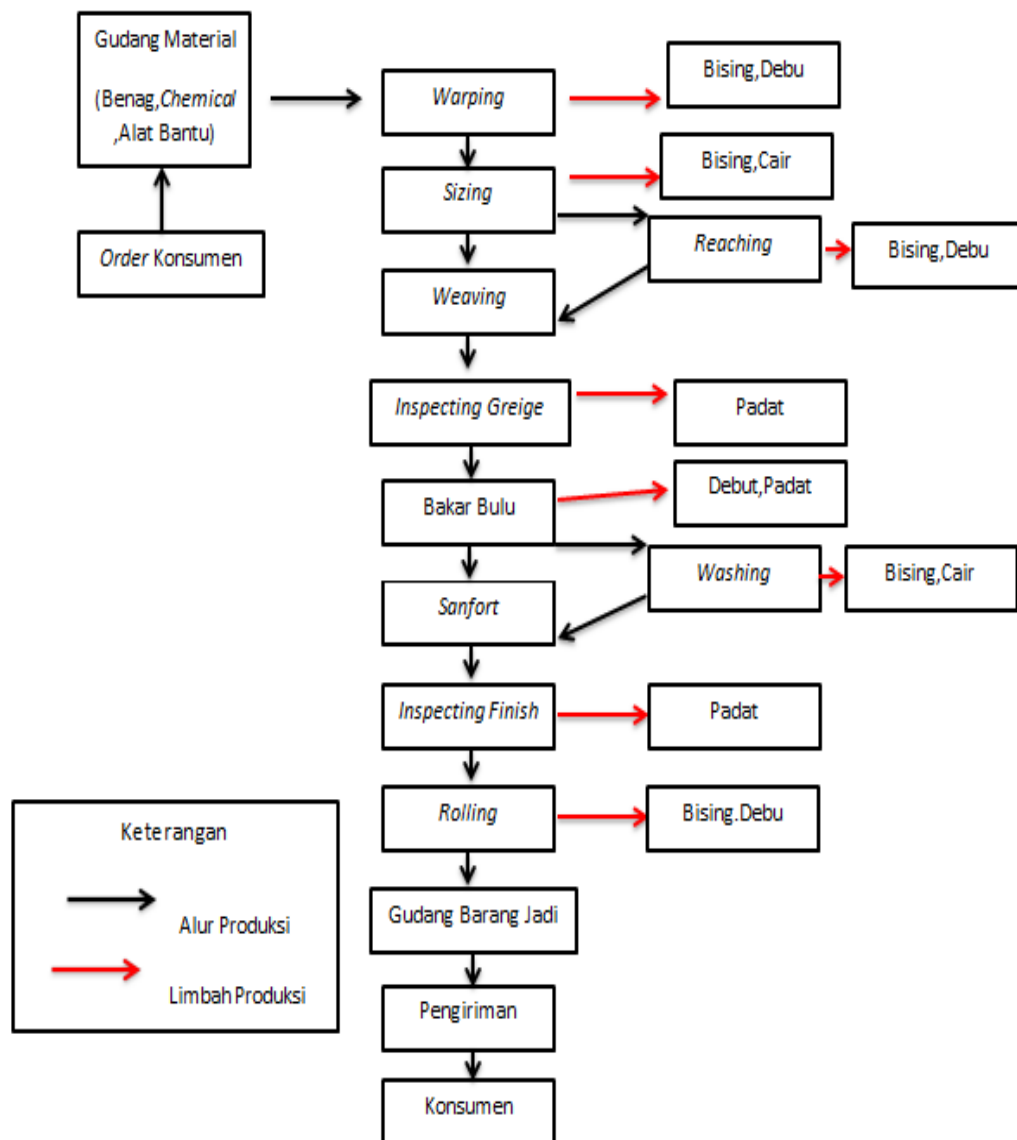 Gudang Material
(Benag,Chemical
,Alat Bantu)
Order Konsumen
Warping
Bising,Debu
Sizing
Bising,Cair
Reaching
Bising,Debu
Weaving
Inspecting Greige
Padat
Bakar Bulu
Debut,Padat
Washing
Bising,Cair
Sanfort
Inspecting Finish
Padat
Rolling
Bising.Debu
Gudang Barang Jadi
Pengiriman
Konsumen
Keterangan
Alur Produksi
Limbah Produksi